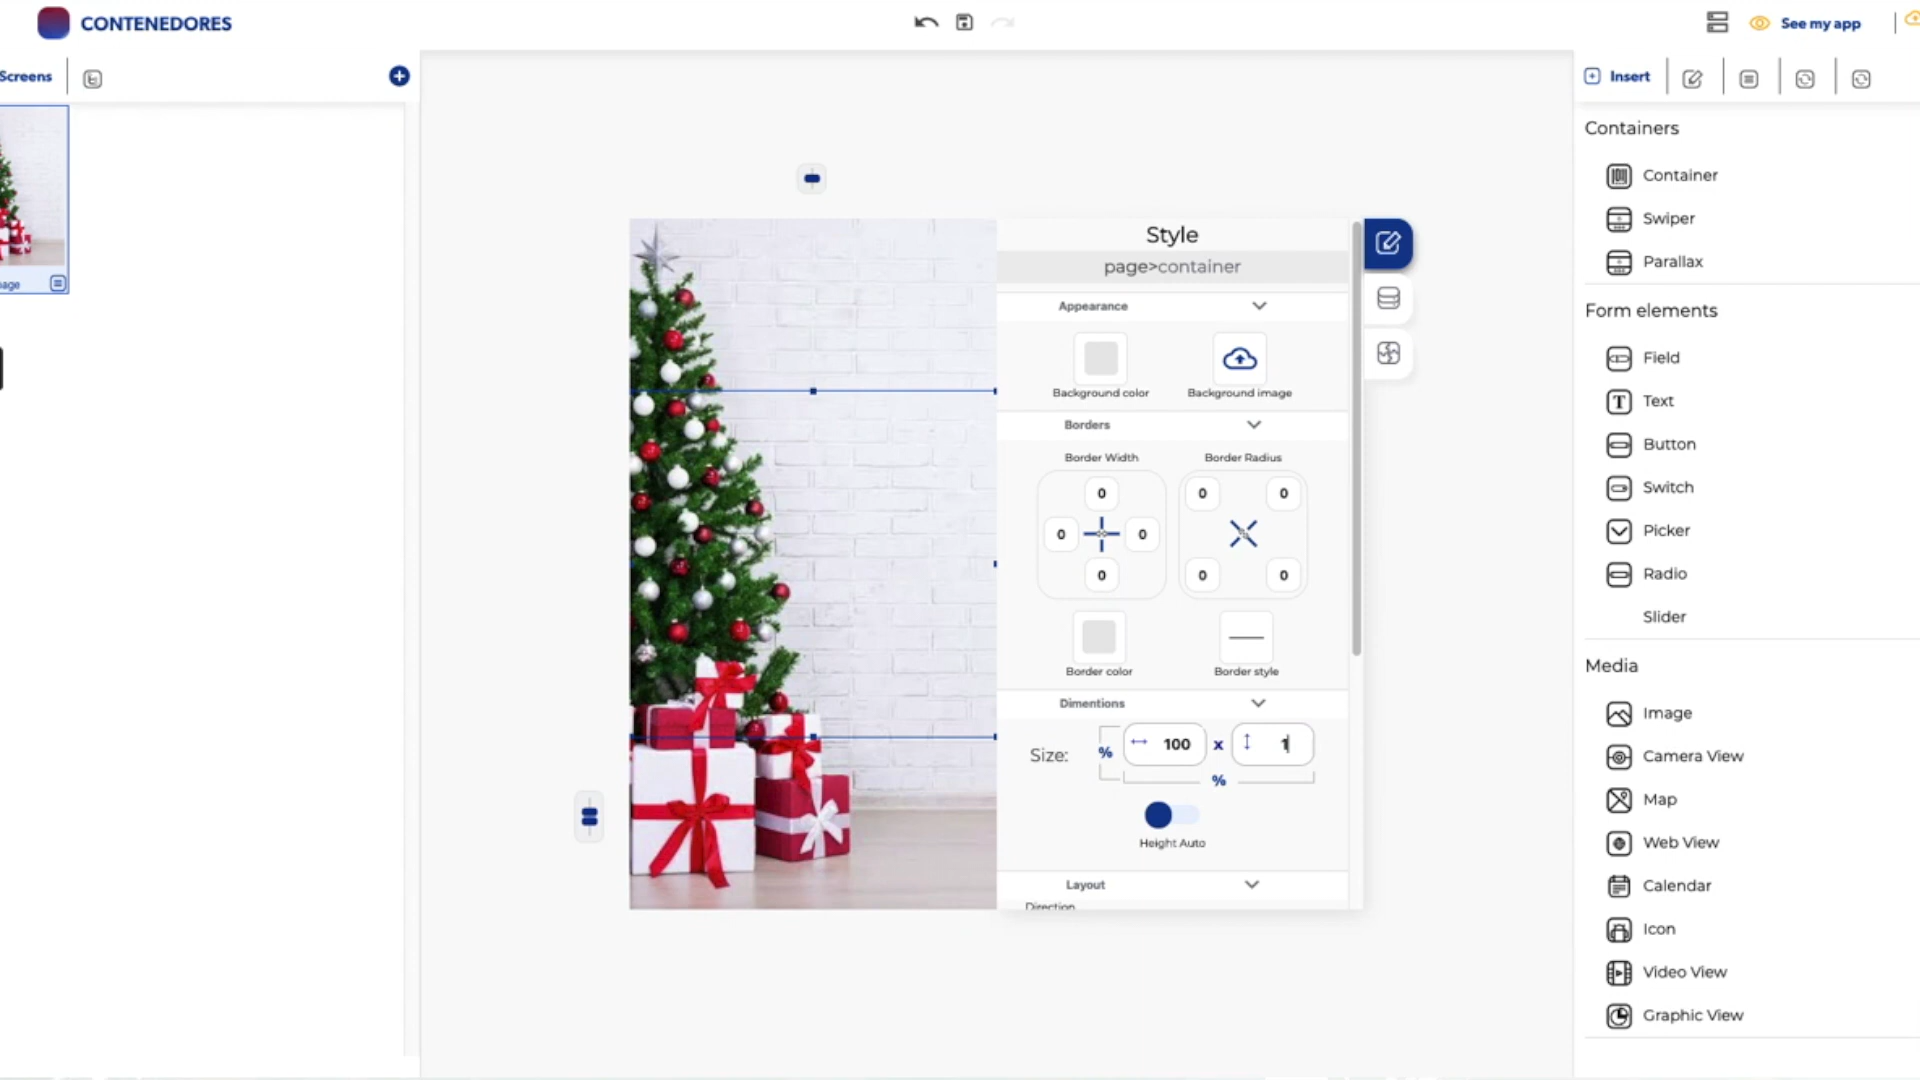 CONTENEDORES
See my app
Screens
Insert
Containers
Container
Swiper
Parallax
Form elements
Field
Text
Button
Switch
Picker
Radio
Slider
Media
Image
Camera View
Map
Web View
Calendar
Icon
Video View
Graphic View
Style
page>container
Appearance
Background color
Background image
Borders
Border Width
Border Radius
0
0 0
0
0 0
0 0
Border color
Border style
Dimentions
Size: % 100 x 1
%
Height Auto
Layout
Direction